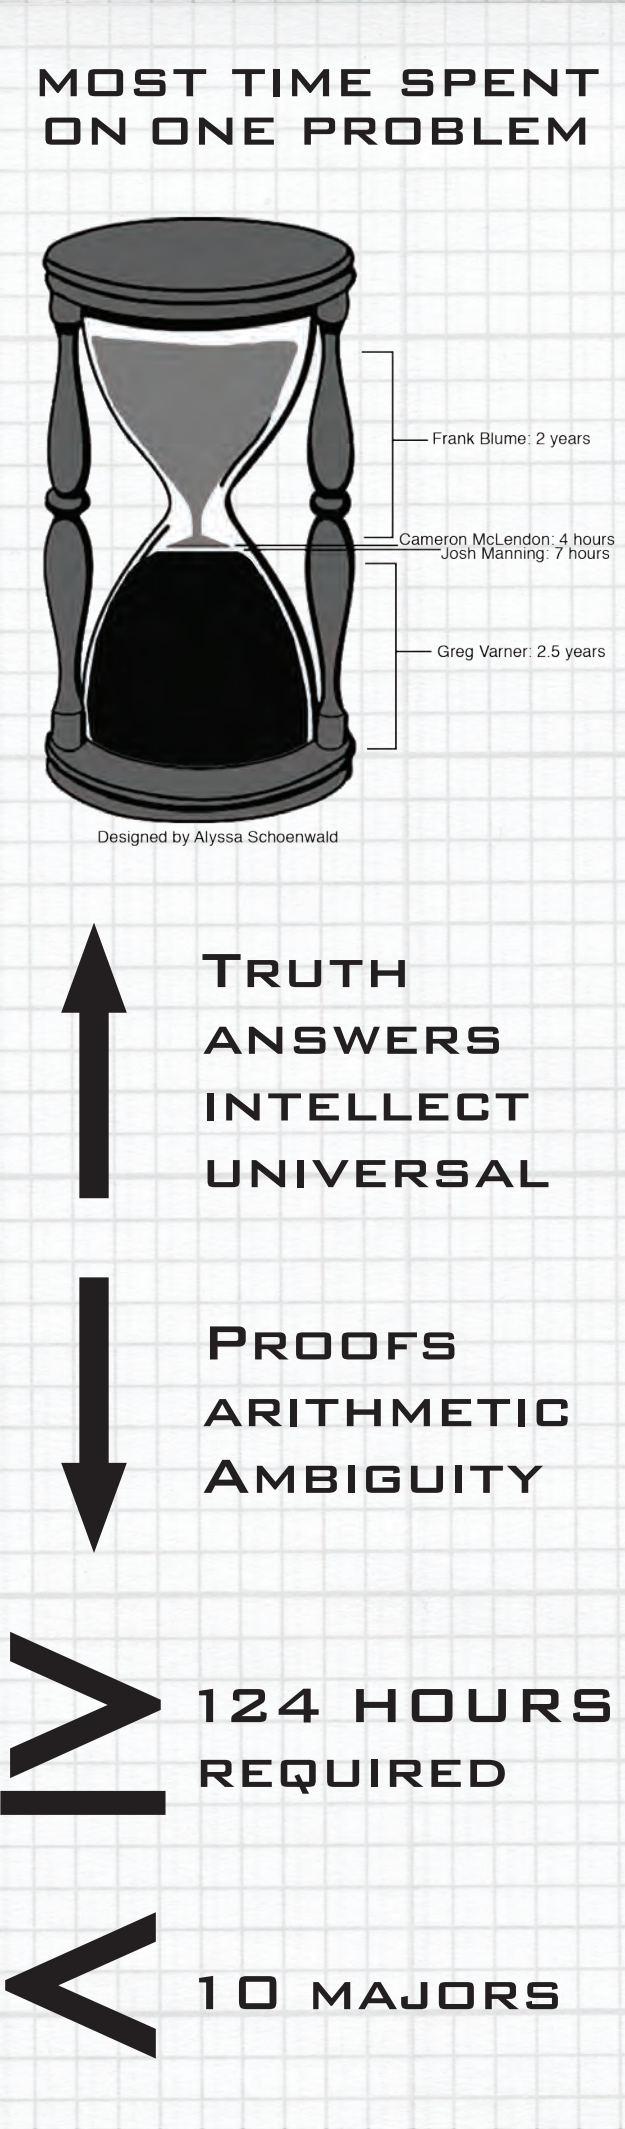 MOST TIME SPENT
ON ONE PROBLEM
Frank Blume: 2 years
Cameron McLendon: 4 hours
Josh Manning: 7 hours
Greg Varner: 2.5 years
Designed by Alyssa Schoenwald
TRUTH
ANSWERS
INTELLECT
UNIVERSAL
PROOFS
ARITHMETIC
AMBIGUITY
≥ 124 HOURS
REQUIRED
< 10 MAJORS